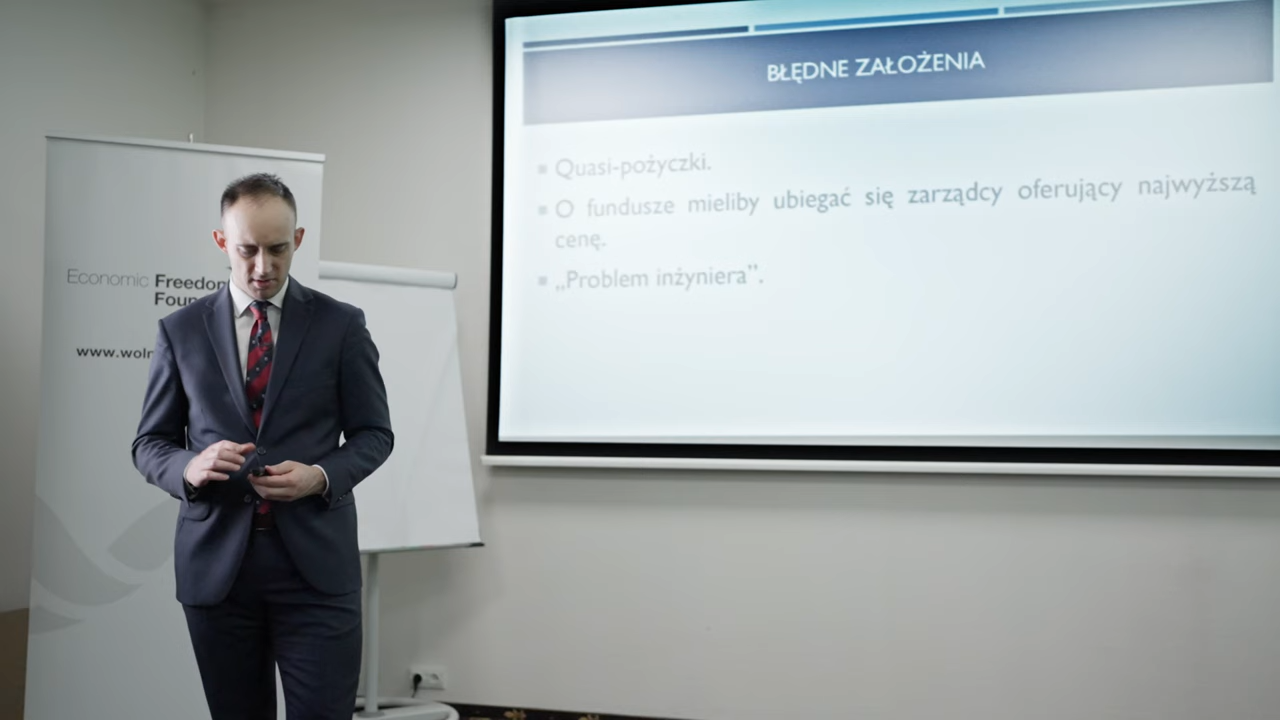 BŁĘDNE ZAŁOŻENIA
Quasi-pożyczki.
O fundusze mieliby ubiegać się zarządcy oferujący najwyższą
cenę.
„Problem inżyniera”.
Economic Freedom
Foun
www.woln